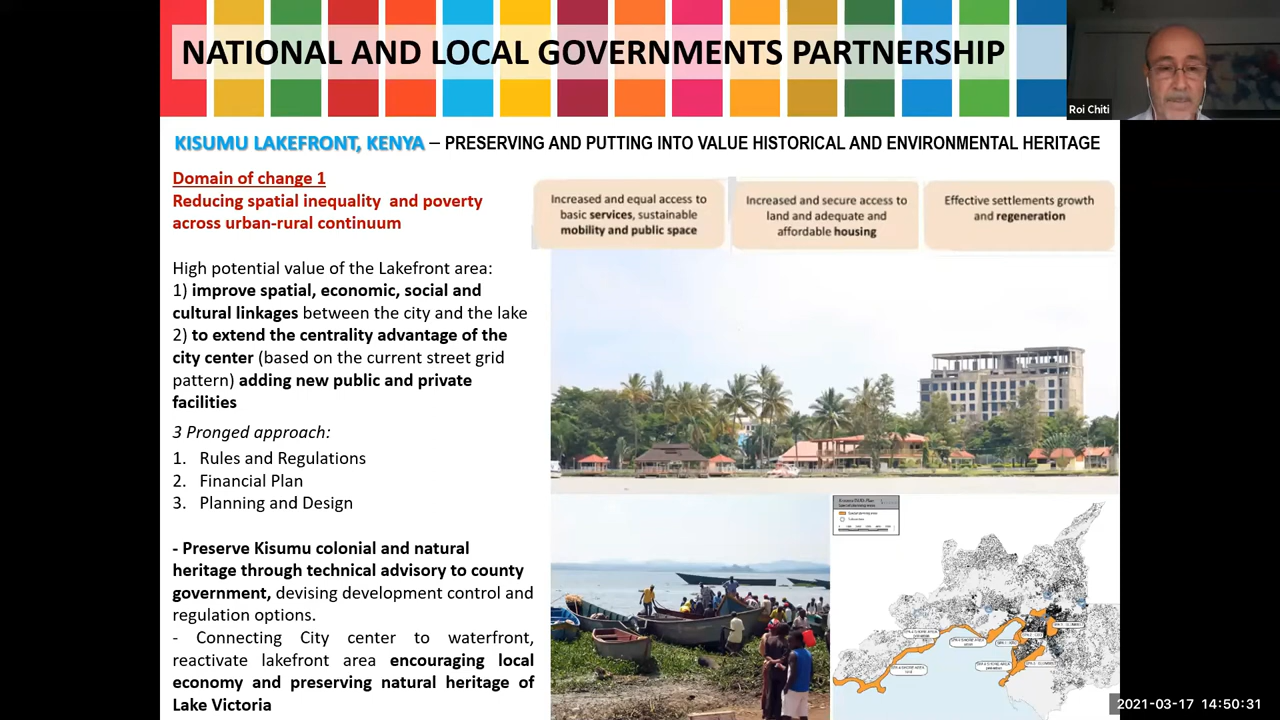 NATIONAL AND LOCAL GOVERNMENTS PARTNERSHIP
Roi Chiti
KISUMU LAKEFRONT, KENYA – PRESERVING AND PUTTING INTO VALUE HISTORICAL AND ENVIRONMENTAL HERITAGE
Domain of change 1
Reducing spatial inequality and poverty
across urban-rural continuum
Increased and equal access to
basic services, sustainable
mobility and public space
Increased and secure access to
land and adequate and
affordable housing
Effective settlements growth
and regeneration
High potential value of the Lakefront area:
1) improve spatial, economic, social and
cultural linkages between the city and the lake
2) to extend the centrality advantage of the
city center (based on the current street grid
pattern) adding new public and private
facilities
3 Pronged approach:
1. Rules and Regulations
2. Financial Plan
3. Planning and Design
- Preserve Kisumu colonial and natural
heritage through technical advisory to county
government, devising development control and
regulation options.
- Connecting City center to waterfront,
reactivate lakefront area encouraging local
economy and preserving natural heritage of
Lake Victoria
2021-03-17 14:50:31